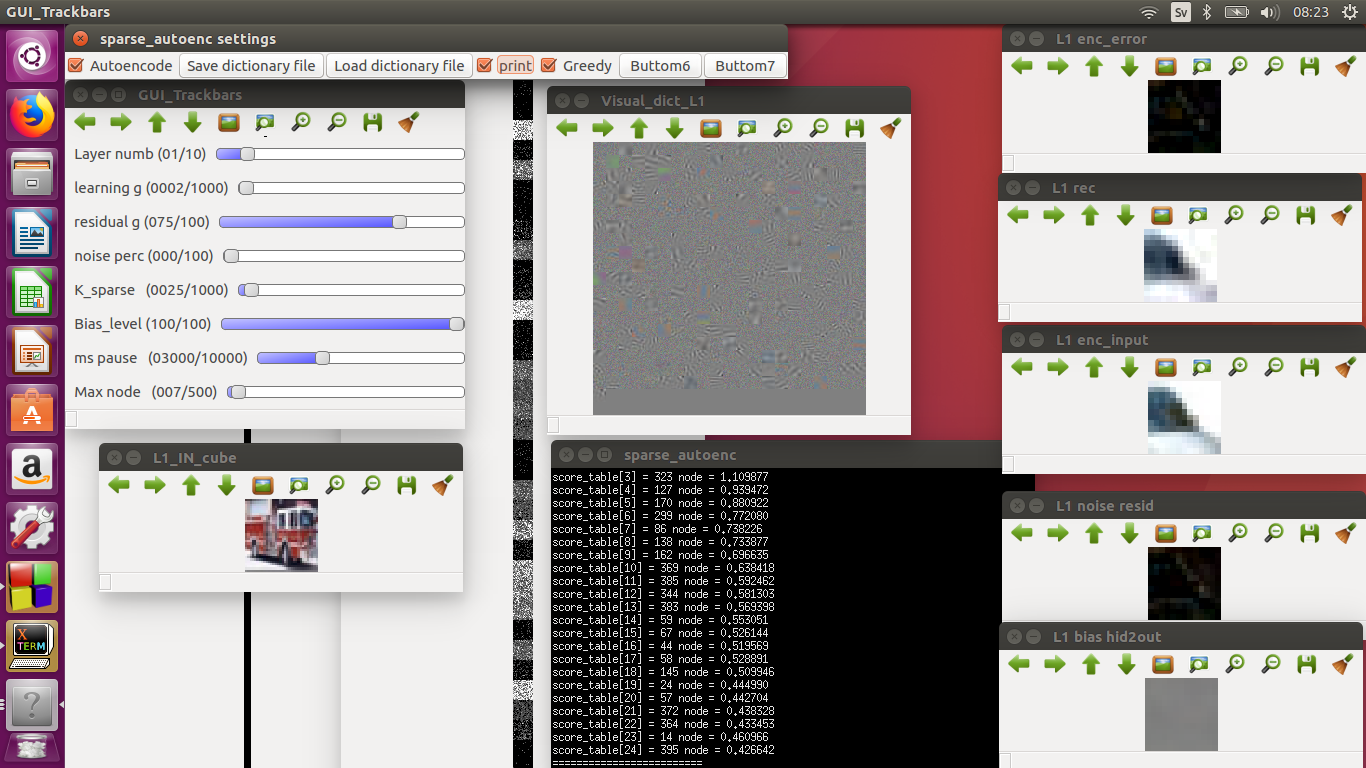 GUI_Trackbars
Sv
08:23
sparse_autoenc settings
Autoencode
Save dictionary file
Load dictionary file
print
Greedy
Buttom6
Buttom7
GUI_Trackbars
Layer numb (01/10)
learning g (0002/1000)
residual g (075/100)
noise perc (000/100)
K_sparse (0025/1000)
Bias_level (100/100)
ms pause (03000/10000)
Max node (007/500)
L1_IN_cube
Visual_dict_L1
sparse_autoenc
score_table[3] = 323 node = 1.109877
score_table[4] = 127 node = 0.939472
score_table[5] = 170 node = 0.880922
score_table[6] = 299 node = 0.772080
score_table[7] = 86 node = 0.738226
score_table[8] = 138 node = 0.733877
score_table[9] = 162 node = 0.696635
score_table[10] = 369 node = 0.638418
score_table[11] = 385 node = 0.592462
score_table[12] = 344 node = 0.581303
score_table[13] = 383 node = 0.569398
score_table[14] = 59 node = 0.553051
score_table[15] = 67 node = 0.526144
score_table[16] = 44 node = 0.519569
score_table[17] = 58 node = 0.528891
score_table[18] = 145 node = 0.509946
score_table[19] = 24 node = 0.444990
score_table[20] = 57 node = 0.442704
score_table[21] = 372 node = 0.438328
score_table[22] = 364 node = 0.433453
score_table[23] = 14 node = 0.460966
score_table[24] = 395 node = 0.426642
=========================
L1 enc_error
L1 rec
L1 enc_input
L1 noise resid
L1 bias hid2out
X
TERM